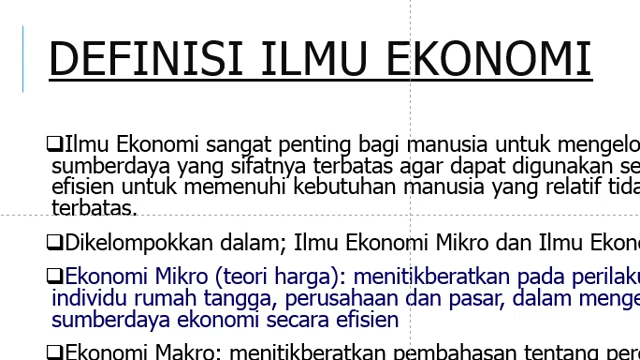 DEFINISI ILMU EKONOMI
❑Ilmu Ekonomi sangat penting bagi manusia untuk mengelo
sumberdaya yang sifatnya terbatas agar dapat digunakan se
efisien untuk memenuhi kebutuhan manusia yang relatif tida
terbatas.
❑Dikelompokkan dalam; Ilmu Ekonomi Mikro dan Ilmu Ekon
❑Ekonomi Mikro (teori harga): menitikberatkan pada perilaku
individu rumah tangga, perusahaan dan pasar, dalam menge
sumberdaya ekonomi secara efisien
❑Ekonomi Makro: menitikberatkan pembahasan tentang per